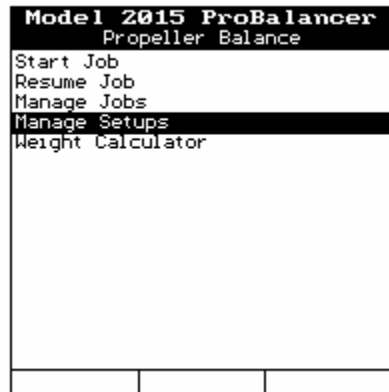 Model 2015 ProBalancer
Propeller Balance
Start Job
Resume Job
Manage Jobs
Manage Setups
Weight Calculator